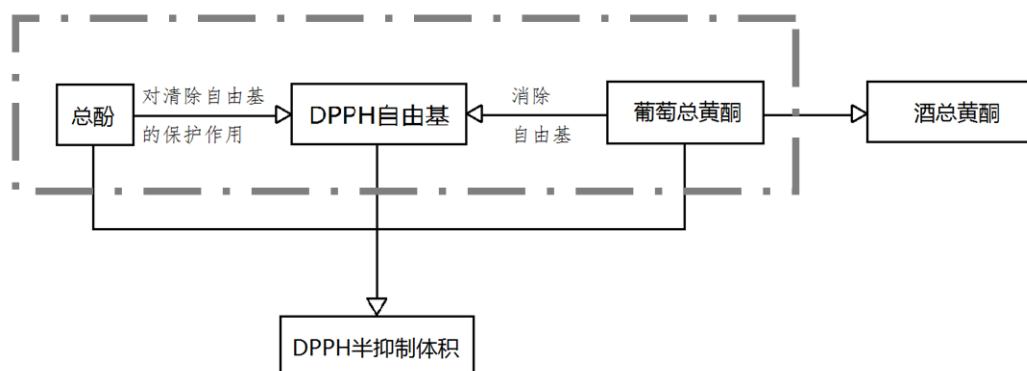 总酚
对清除自由基
的保护作用
DPPH自由基
消除
自由基
葡萄总黄酮
酒总黄酮
DPPH半抑制体积